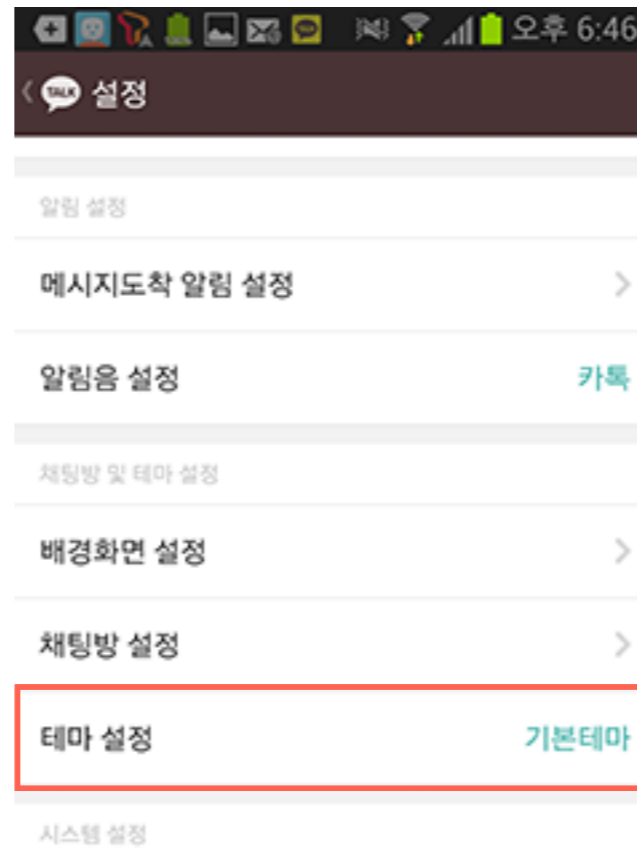 오후 6:46
TALK 설정
알림 설정
메시지도착 알림 설정
알림음 설정 카톡
채팅방 및 테마 설정
배경화면 설정
채팅방 설정
테마 설정 기본테마
시스템 설정